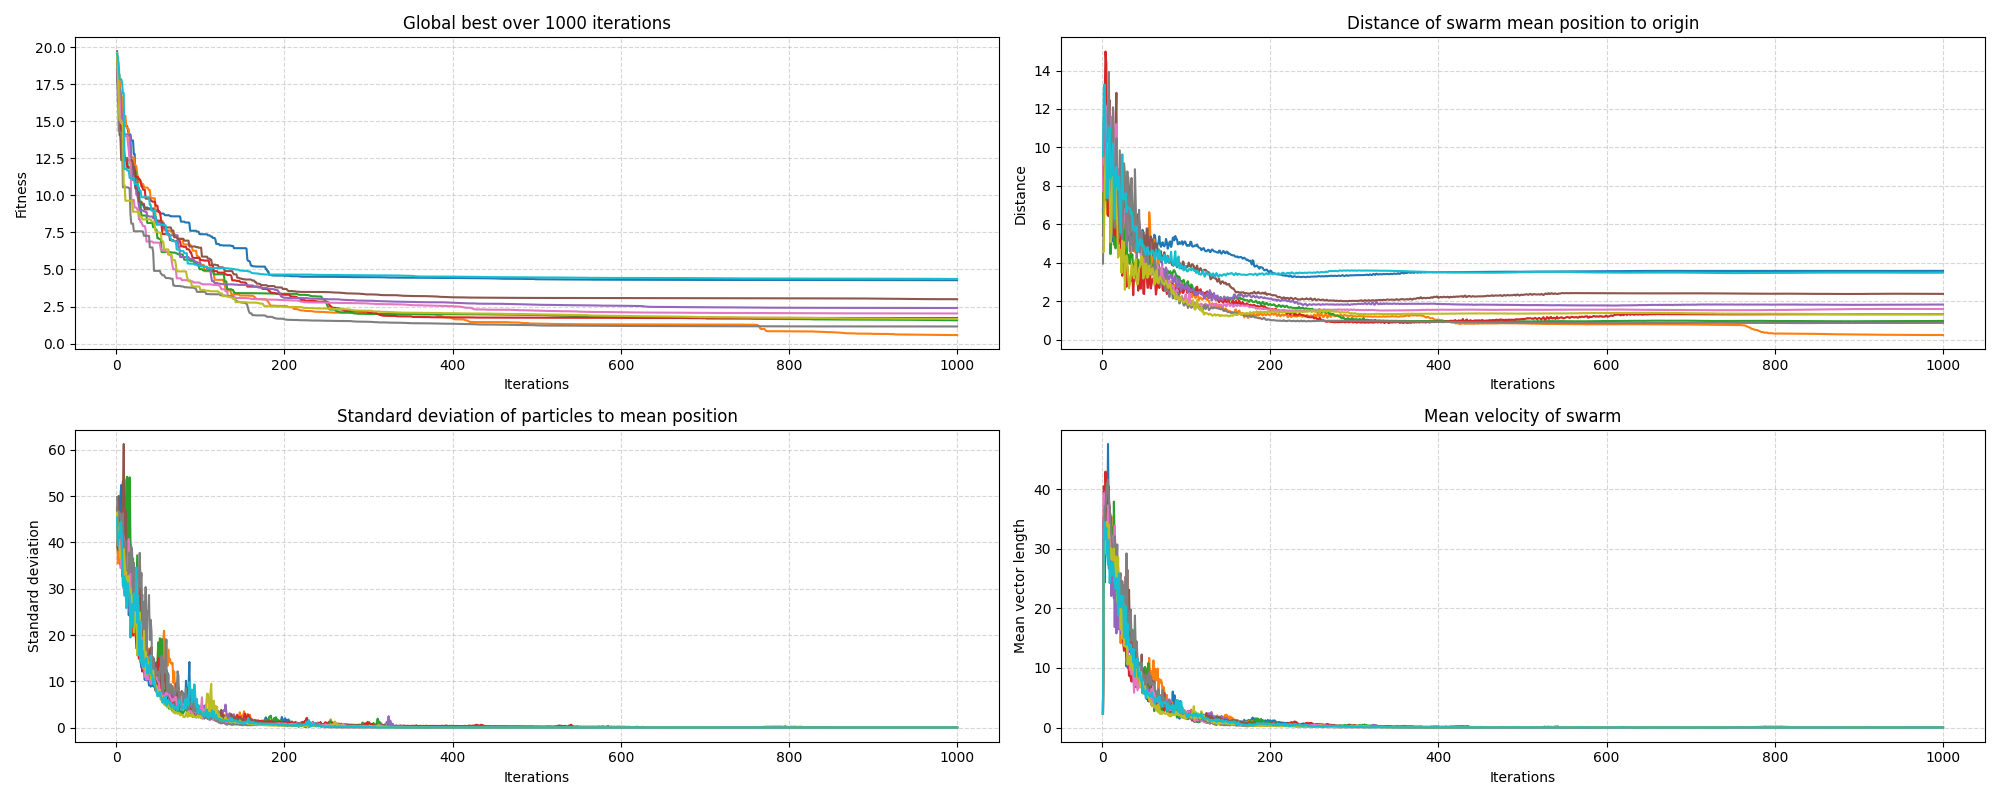 Global best over 1000 iterations
Fitness
20.0
17.5
15.0
12.5
10.0
7.5
5.0
2.5
0.0
0 200 400 600 800 1000
Iterations
Distance of swarm mean position to origin
Distance
14
12
10
8
6
4
2
0
0 200 400 600 800 1000
Iterations
Standard deviation of particles to mean position
Standard deviation
60
50
40
30
20
10
0
0 200 400 600 800 1000
Iterations
Mean velocity of swarm
Mean vector length
40
30
20
10
0
0 200 400 600 800 1000
Iterations